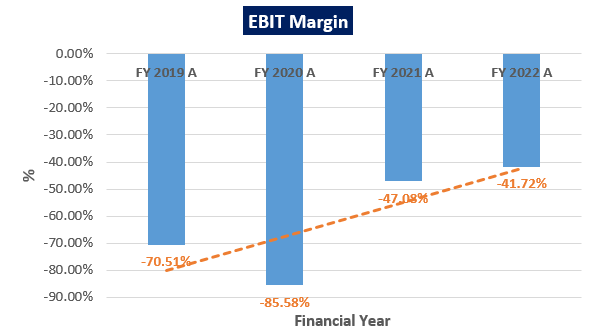 EBIT Margin
0.00%
-10.00%
-20.00%
-30.00%
-40.00%
-50.00%
-60.00%
-70.00%
-80.00%
-90.00%
%
FY 2019 A
FY 2020 A
FY 2021 A
FY 2022 A
-70.51%
-85.58%
-47.08%
-41.72%
Financial Year